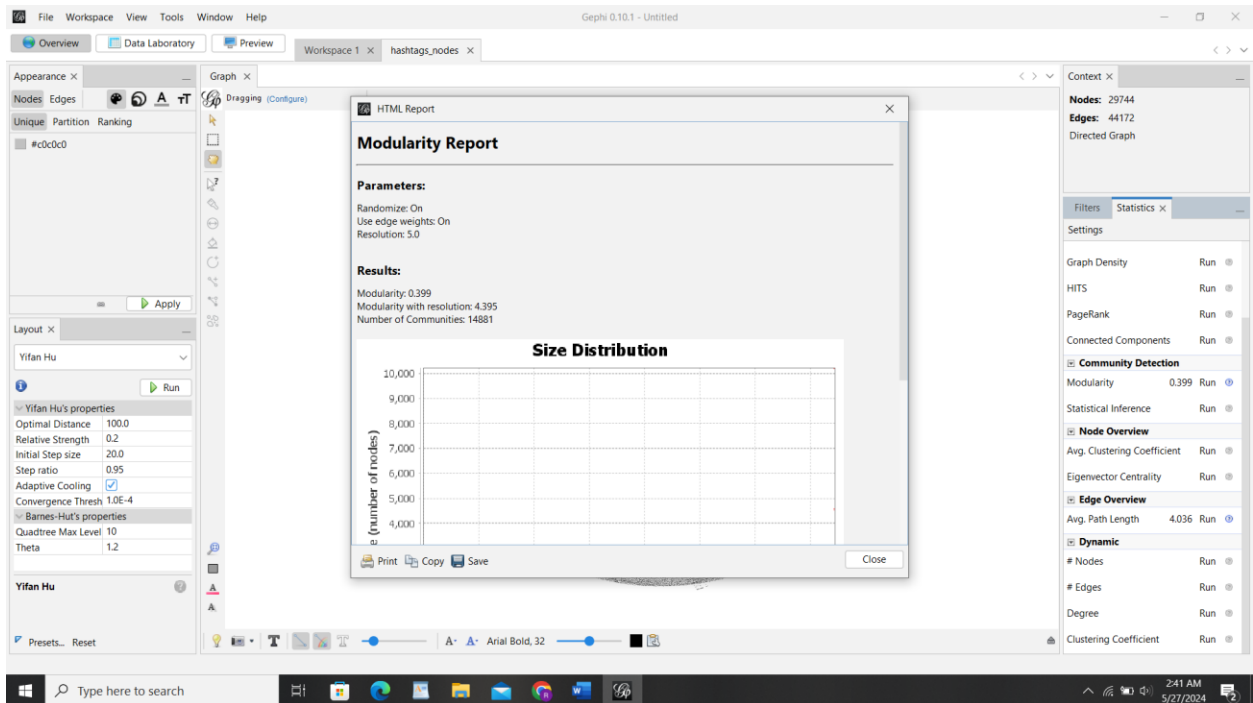 File Workspace View Tools Window Help
Gephi 0.10.1 - Untitled
Overview Data Laboratory Preview
Workspace 1 hashtags_nodes
Appearance
Nodes Edges
Unique Partition Ranking
#c0c0c0
Apply
Layout
Yifan Hu
Run
Yifan Hu's properties
Optimal Distance 100.0
Relative Strength 0.2
Initial Step size 20.0
Step ratio 0.95
Adaptive Cooling
Convergence Thresh 1.0E-4
Barnes-Hut's properties
Quadtree Max Level 10
Theta 1.2
Yifan Hu
Presets... Reset
Graph
Dragging (Configure)
HTML Report
Modularity Report
Parameters:
Randomize: On
Use edge weights: On
Resolution: 5.0
Results:
Modularity: 0.399
Modularity with resolution: 4.395
Number of Communities: 14881
Size Distribution
10,000
9,000
8,000
7,000
6,000
5,000
4,000
(number of nodes)
Print Copy Save
Close
A- A- Arial Bold, 32
Context
Nodes: 29744
Edges: 44172
Directed Graph
Filters Statistics
Settings
Graph Density Run
HITS Run
PageRank Run
Connected Components Run
Community Detection
Modularity 0.399 Run
Statistical Inference Run
Node Overview
Avg. Clustering Coefficient Run
Eigenvector Centrality Run
Edge Overview
Avg. Path Length 4.036 Run
Dynamic
# Nodes Run
# Edges Run
Degree Run
Clustering Coefficient Run
Type here to search
2:41 AM
5/27/2024